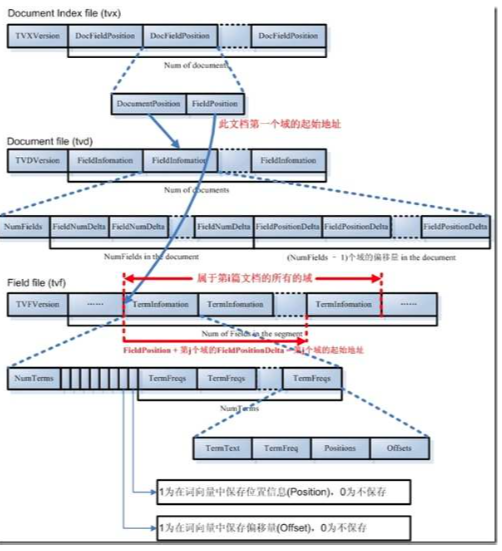 Document Index file (tvx)
TVXVersion DocFieldPosition DocFieldPosition DocFieldPosition
Num of documents
DocumentPosition FieldPosition
此文档第一个域的起始地址
Document file (tvd)
TVDVersion FieldInfomation FieldInfomation FieldInfomation
Num of documents
NumFields FieldNumDelta FieldNumDelta FieldNumDelta FieldPositionDelta FieldPositionDelta FieldPositionDelta
NumFields in the document (NumFields - 1)个域的偏移量 in the document
Field file (tvf)
属于第i篇文档的所有的域
TVFVersion ······ TermInfomation TermInfomation TermInfomation ······
Num of Fields in the segment
FieldPosition + 第j个域的FieldPositionDelta = 第j个域的起始地址
NumTerms TermFreqs TermFreqs TermFreqs
NumTerms
TermText TermFreq Positions Offsets
1为在词向量中保存位置信息(Position)，0为不保存
1为在词向量中保存偏移量(Offset)，0为不保存